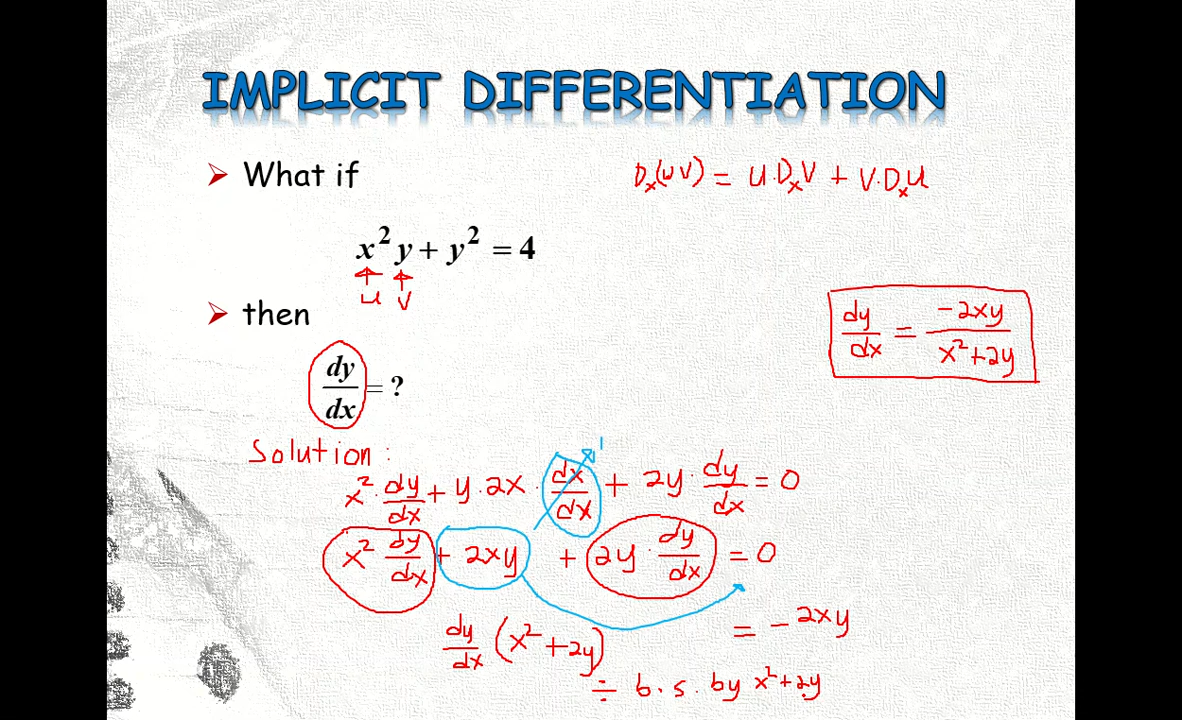 IMPLICIT DIFFERENTIATION
➢ What if
Dₓ(uv) = u·DₓV + V·Dₓu
x²y + y² = 4
u v
➢ then
dy/dx = -2xy/(x²+2y)
dy/dx = ?
Solution:
x²·dy/dx + y·2x·dx/dx + 2y·dy/dx = 0
1
x² dy/dx + 2xy + 2y·dy/dx = 0
dy/dx (x²+2y) = -2xy
÷ b.s. by x²+2y